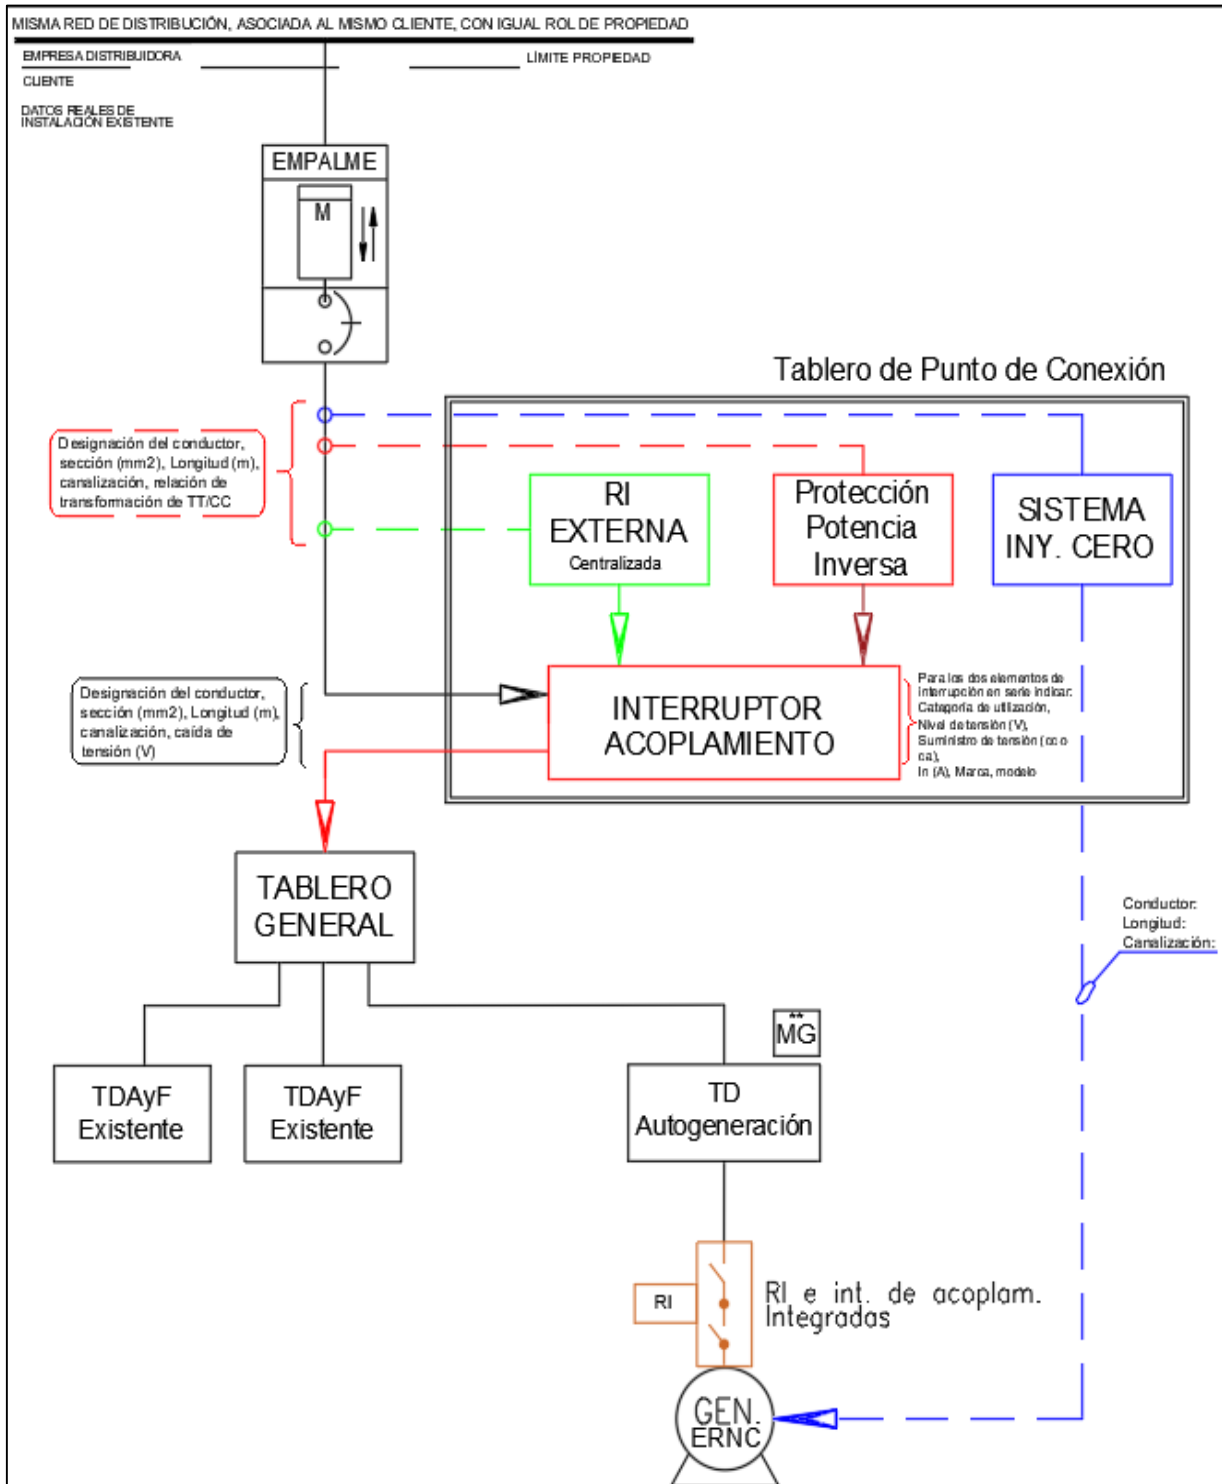 MISMA RED DE DISTRIBUCIÓN, ASOCIADA AL MISMO CLIENTE, CON IGUAL ROL DE PROPIEDAD
EMPRESA DISTRIBUIDORA
LÍMITE PROPIEDAD
CLIENTE
DATOS REALES DE
INSTALACIÓN EXISTENTE
EMPALME
M
Tablero de Punto de Conexión
Designación del conductor,
sección (mm2), Longitud (m),
canalización, relación de
transformación de TT/CC
RI
EXTERNA
Centralizada
Protección
Potencia
Inversa
SISTEMA
INY. CERO
Designación del conductor,
sección (mm2), Longitud (m),
canalización, caída de
tensión (V)
INTERRUPTOR
ACOPLAMIENTO
Para los dos elementos de
interrupción en serie indicar:
Categoría de utilización,
Nivel de tensión (V),
Suministro de tensión (cc o
ca),
In (A), Marca, modelo
TABLERO
GENERAL
Conductor:
Longitud:
Canalización:
**
MG
TDAyF
Existente
TDAyF
Existente
TD
Autogeneración
RI
RI e int. de acoplam.
Integradas
GEN.
ERNC